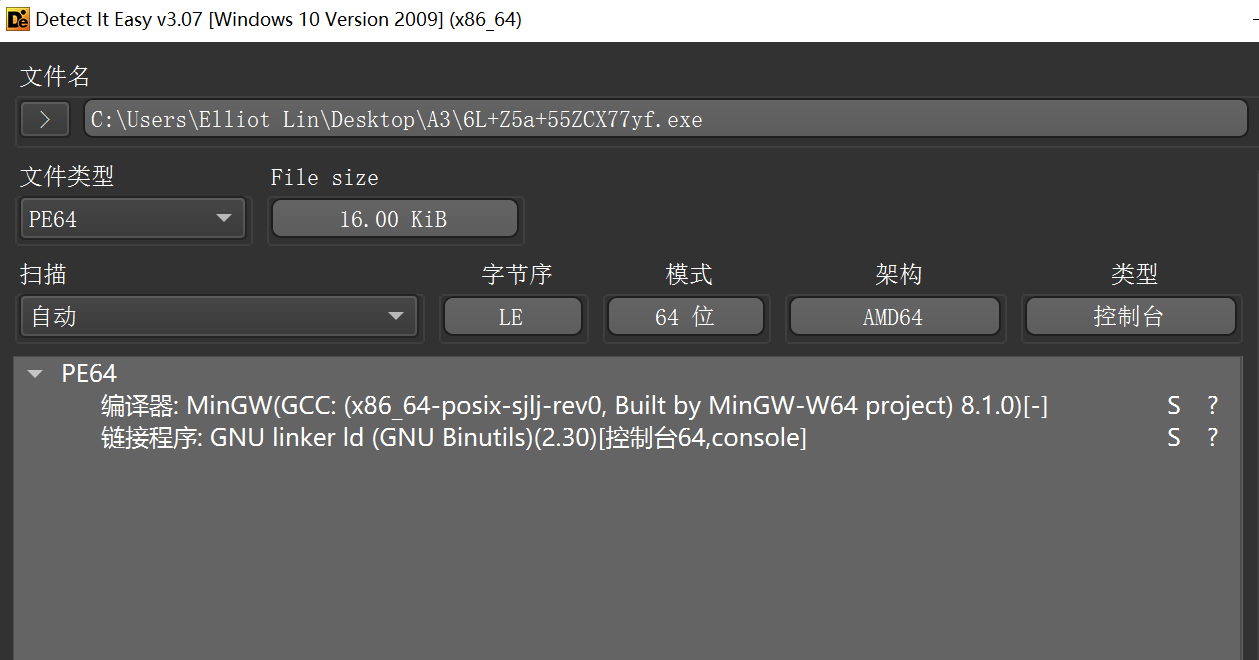 Detect It Easy v3.07 [Windows 10 Version 2009] (x86_64)
文件名
C:\Users\Elliot Lin\Desktop\A3\6L+Z5a+55ZCX77yf.exe
文件类型 File size
PE64 16.00 KiB
扫描 字节序 模式 架构 类型
自动 LE 64 位 AMD64 控制台
PE64
编译器: MinGW(GCC: (x86_64-posix-sjlj-rev0, Built by MinGW-W64 project) 8.1.0)[-] S ?
链接程序: GNU linker ld (GNU Binutils)(2.30)[控制台64,console] S ?